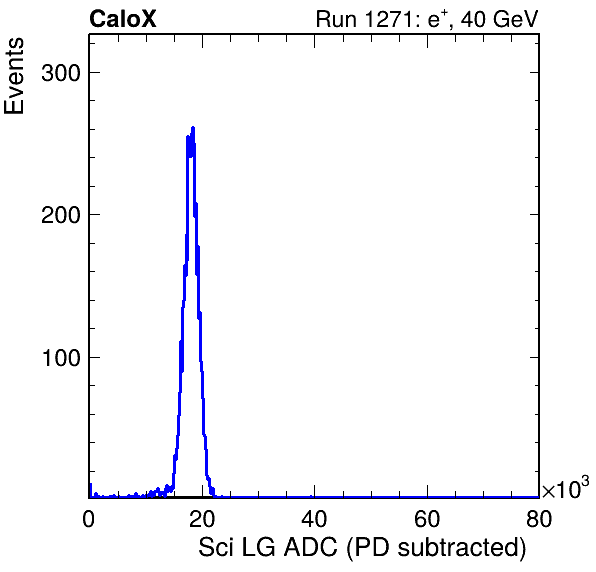 CaloX Run 1271: e⁺, 40 GeV
Events
300
200
100
0 20 40 60 80
×10³
Sci LG ADC (PD subtracted)